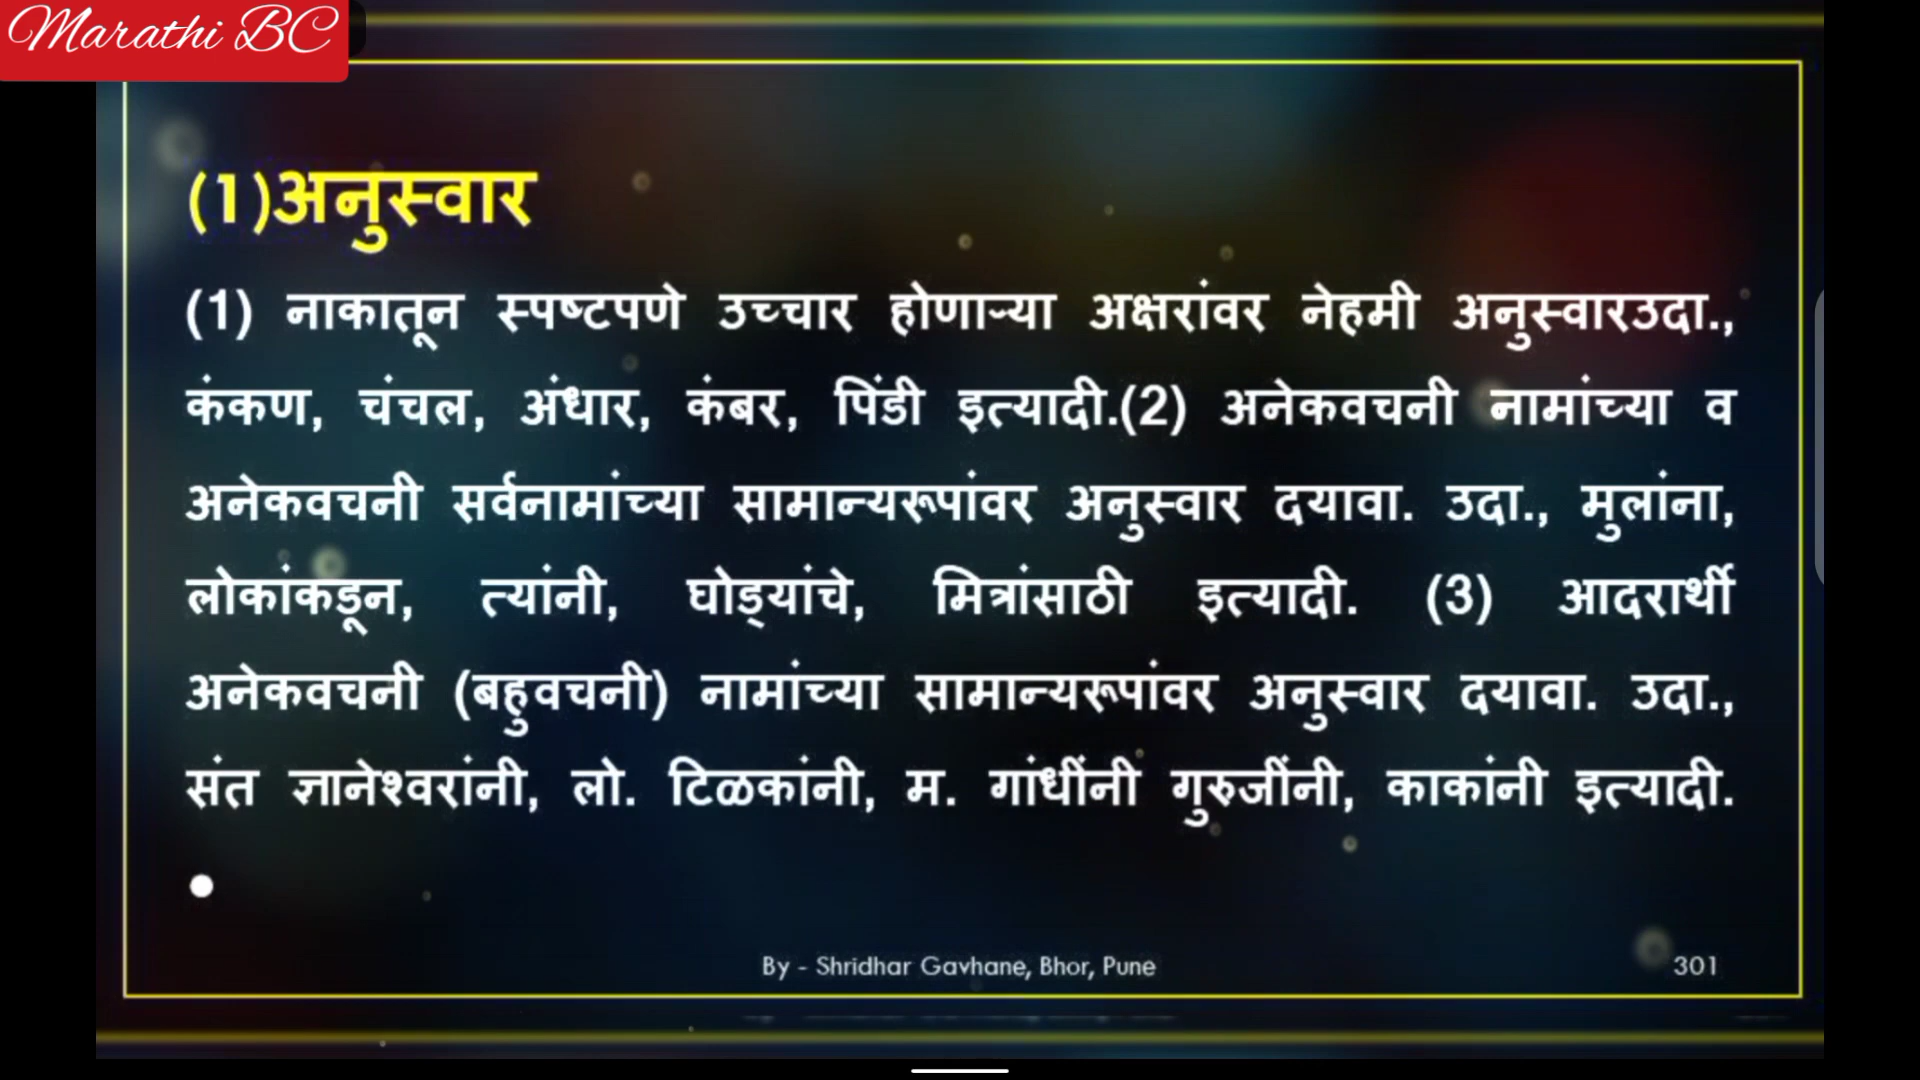 Marathi BC
(1)अनुस्वार
(1) नाकातून स्पष्टपणे उच्चार होणाऱ्या अक्षरांवर नेहमी अनुस्वारउदा.,
कंकण, चंचल, अंधार, कंबर, पिंडी इत्यादी.(2) अनेकवचनी नामांच्या व
अनेकवचनी सर्वनामांच्या सामान्यरूपांवर अनुस्वार दयावा. उदा., मुलांना,
लोकांकडून, त्यांनी, घोड्यांचे, मित्रांसाठी इत्यादी. (3) आदरार्थी
अनेकवचनी (बहुवचनी) नामांच्या सामान्यरूपांवर अनुस्वार दयावा. उदा.,
संत ज्ञानेश्वरांनी, लो. टिळकांनी, म. गांधींनी गुरुजींनी, काकांनी इत्यादी.
By - Shridhar Gavhane, Bhor, Pune
301